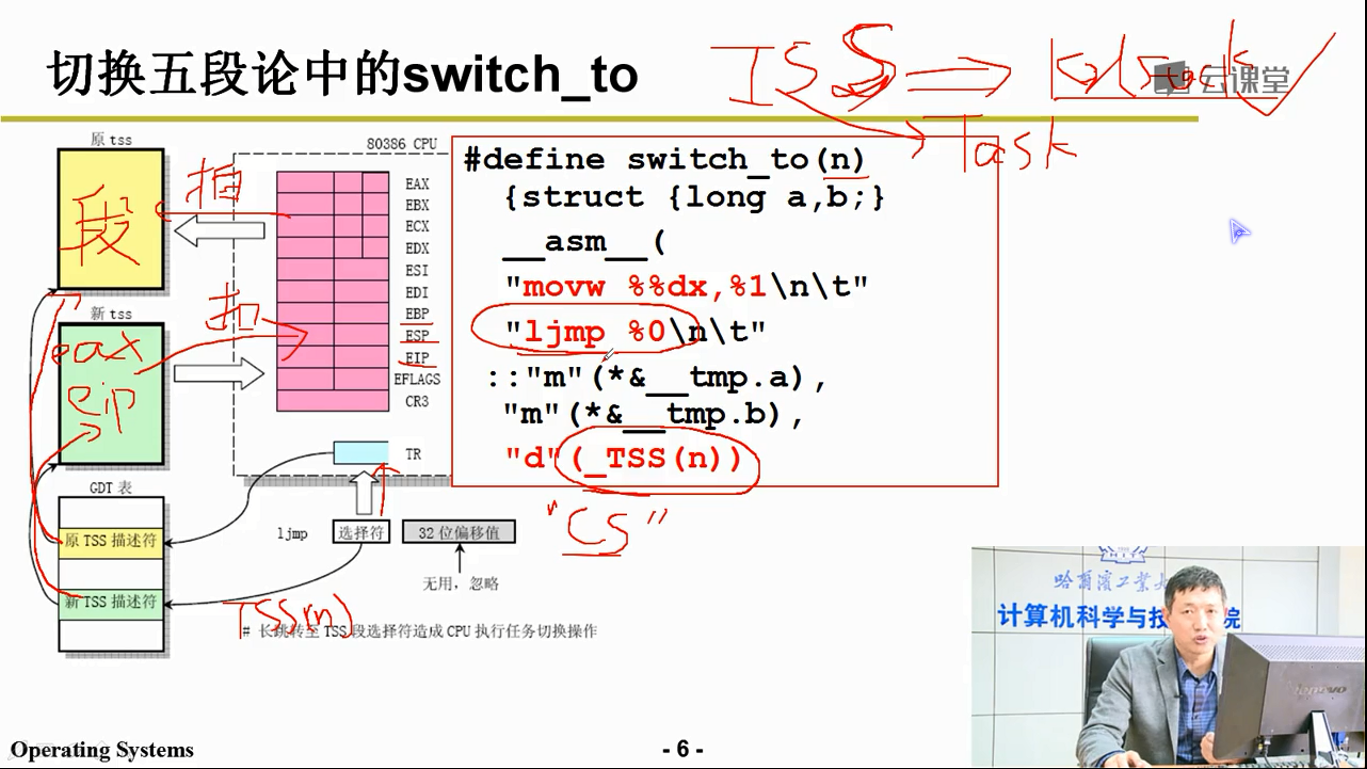 切换五段论中的switch_to
TSS
Kstack
云课堂
Task
原 tss
段
拍
80386 CPU
EAX
EBX
ECX
EDX
ESI
EDI
EBP
ESP
EIP
EFLAGS
CR3
TR
新 tss
扣
eax
eip
GDT 表
原 TSS 描述符
新 TSS 描述符
ljmp
选择符
32 位偏移值
无用，忽略
TSS(n)
# 长跳转至 TSS 段选择符造成 CPU 执行任务切换操作
#define switch_to(n)
{struct {long a,b;}
__asm__(
"movw %%dx,%1\n\t"
"ljmp %0\n\t"
::"m"(*&__tmp.a),
"m"(*&__tmp.b),
"d"(_TSS(n))
"CS"
哈尔滨工业大
计算机科学与技
院
lenovo
Operating Systems
- 6 -